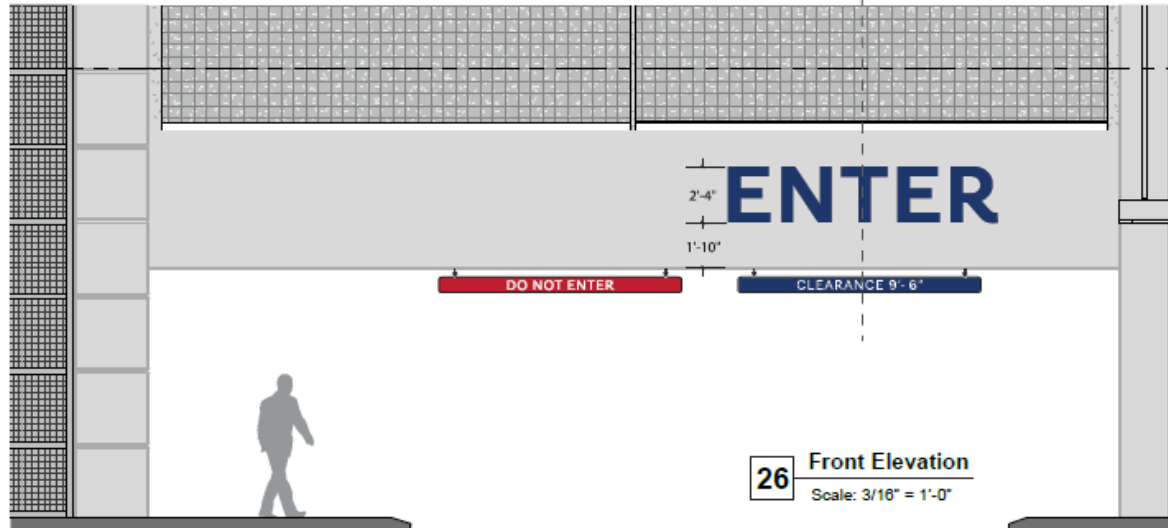 2'-4"
ENTER
1'-10"
DO NOT ENTER
CLEARANCE 9'- 6"
26
Front Elevation
Scale: 3/16" = 1'-0"